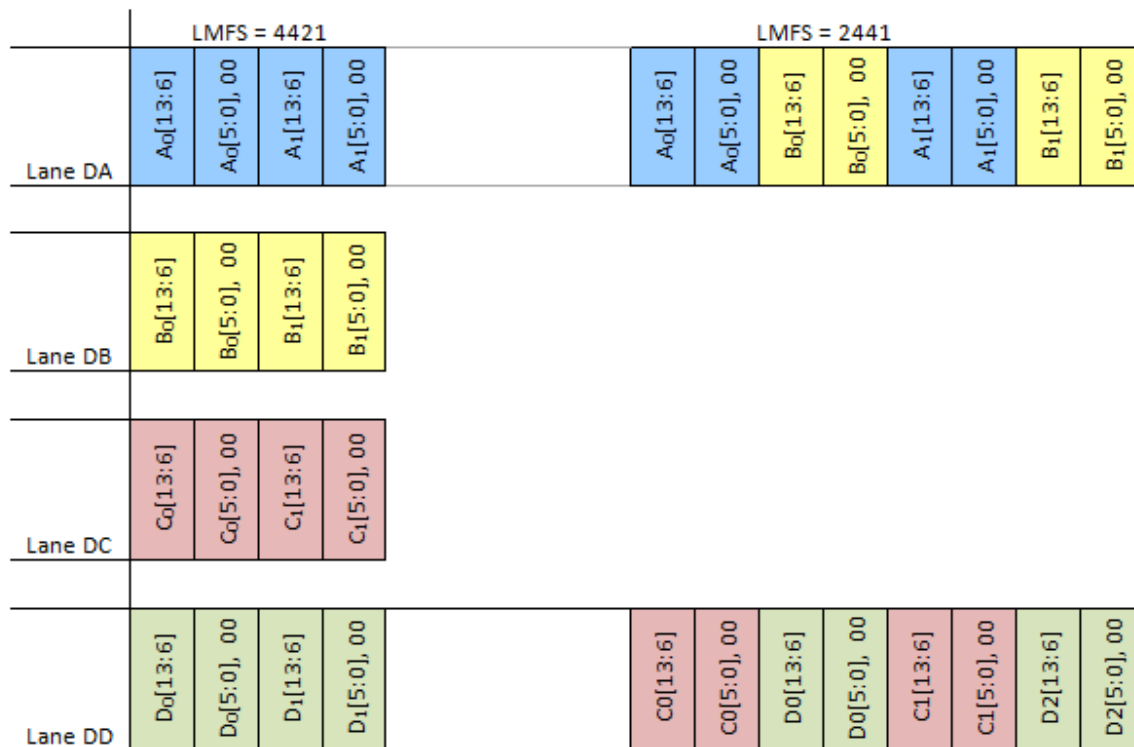 LMFS = 4421
LMFS = 2441
Lane DA
A₀[13:6]
A₀[5:0], 00
A₁[13:6]
A₁[5:0], 00
A₀[13:6]
A₀[5:0], 00
B₀[13:6]
B₀[5:0], 00
A₁[13:6]
A₁[5:0], 00
B₁[13:6]
B₁[5:0], 00
Lane DB
B₀[13:6]
B₀[5:0], 00
B₁[13:6]
B₁[5:0], 00
Lane DC
C₀[13:6]
C₀[5:0], 00
C₁[13:6]
C₁[5:0], 00
Lane DD
D₀[13:6]
D₀[5:0], 00
D₁[13:6]
D₁[5:0], 00
C0[13:6]
C0[5:0], 00
D0[13:6]
D0[5:0], 00
C1[13:6]
C1[5:0], 00
D2[13:6]
D2[5:0], 00